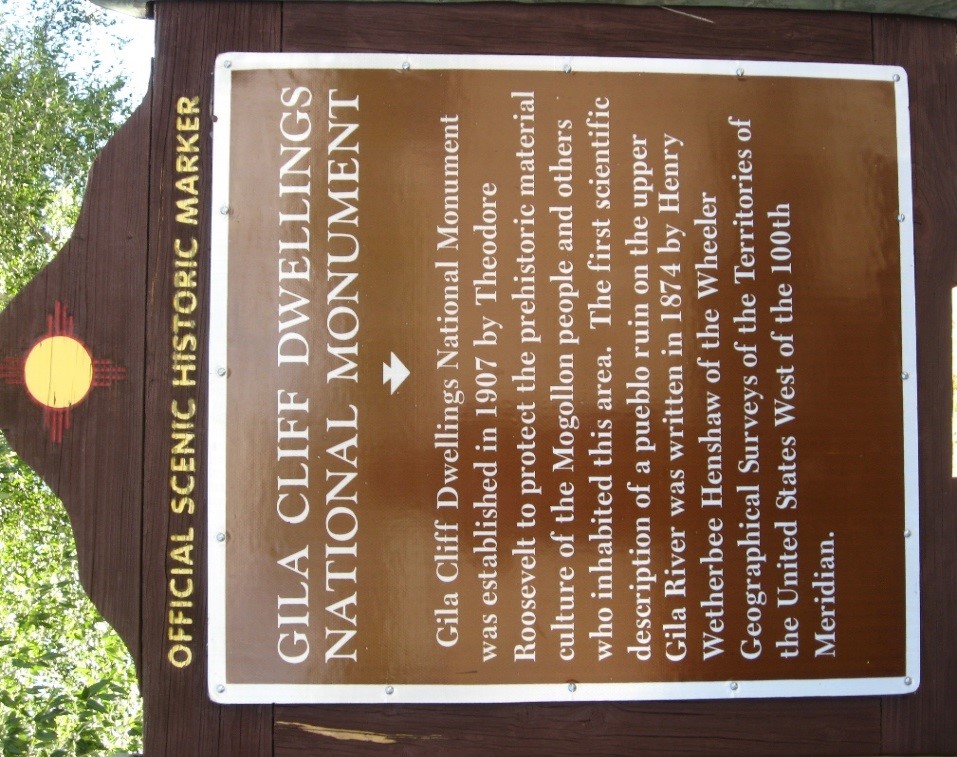 OFFICIAL SCENIC HISTORIC MARKER
GILA CLIFF DWELLINGS
NATIONAL MONUMENT
Gila Cliff Dwellings National Monument
was established in 1907 by Theodore
Roosevelt to protect the prehistoric material
culture of the Mogollon people and others
who inhabited this area. The first scientific
description of a pueblo ruin on the upper
Gila River was written in 1874 by Henry
Wetherbee Henshaw of the Wheeler
Geographical Surveys of the Territories of
the United States West of the 100th
Meridian.